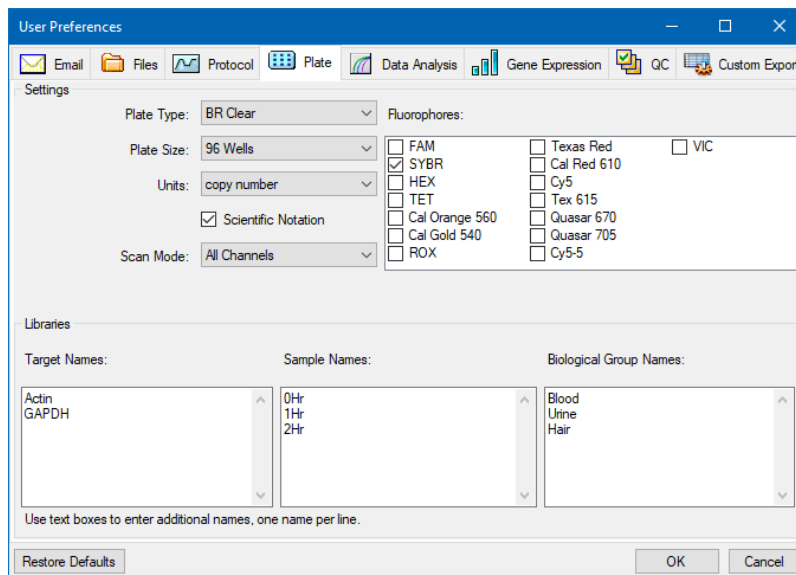 User Preferences
Email Files Protocol Plate Data Analysis Gene Expression QC Custom Expor
Settings
Plate Type: BR Clear
Fluorophores:
Plate Size: 96 Wells
Units: copy number
Scientific Notation
Scan Mode: All Channels
FAM Texas Red VIC
SYBR Cal Red 610
HEX Cy5
TET Tex 615
Cal Orange 560 Quasar 670
Cal Gold 540 Quasar 705
ROX Cy5-5
Libraries
Target Names: Sample Names: Biological Group Names:
Actin 0Hr Blood
GAPDH 1Hr Urine
2Hr Hair
Use text boxes to enter additional names, one name per line.
Restore Defaults OK Cancel